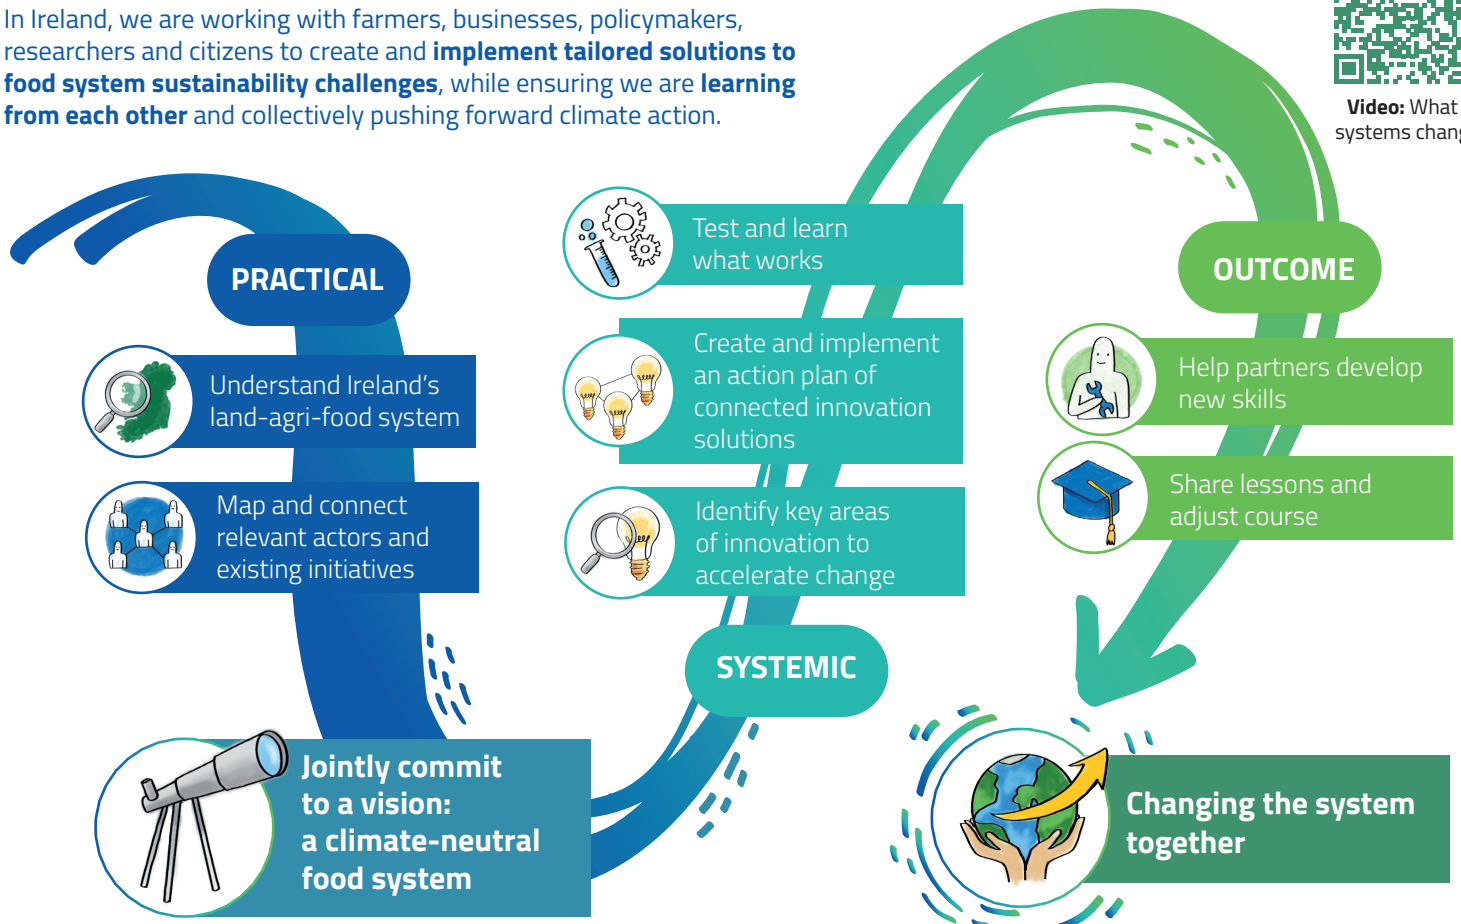 In Ireland, we are working with farmers, businesses, policymakers,
researchers and citizens to create and implement tailored solutions to
food system sustainability challenges, while ensuring we are learning
from each other and collectively pushing forward climate action.
Video: What
systems chang
PRACTICAL
Understand Ireland's
land-agri-food system
Map and connect
relevant actors and
existing initiatives
Jointly commit
to a vision:
a climate-neutral
food system
Test and learn
what works
Create and implement
an action plan of
connected innovation
solutions
Identify key areas
of innovation to
accelerate change
SYSTEMIC
OUTCOME
Help partners develop
new skills
Share lessons and
adjust course
Changing the system
together